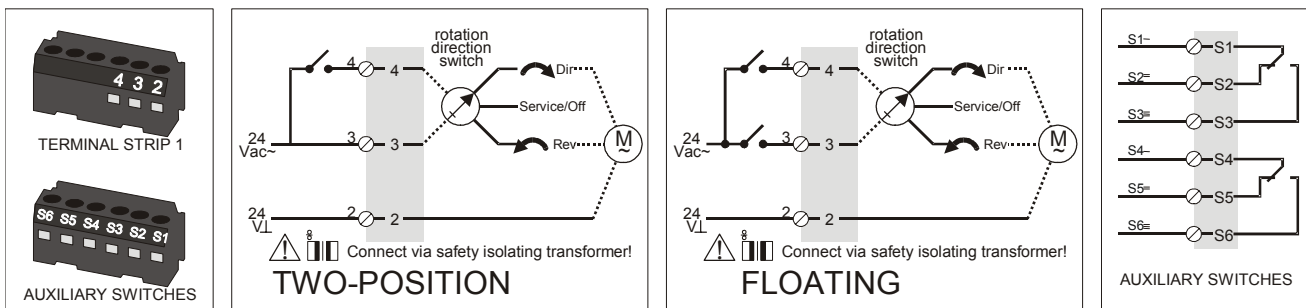 4 3 2
TERMINAL STRIP 1
S6 S5 S4 S3 S2 S1
AUXILIARY SWITCHES
rotation
direction
switch
4 4
Dir
Service/Off
24
Vac~
3 3
Rev
M
~
24
V⊥
2 2
Connect via safety isolating transformer!
TWO-POSITION
rotation
direction
switch
4 4
Dir
Service/Off
24
Vac~
3 3
Rev
M
~
24
V⊥
2 2
Connect via safety isolating transformer!
FLOATING
S1− S1
S2= S2
S3≡ S3
S4− S4
S5= S5
S6≡ S6
AUXILIARY SWITCHES